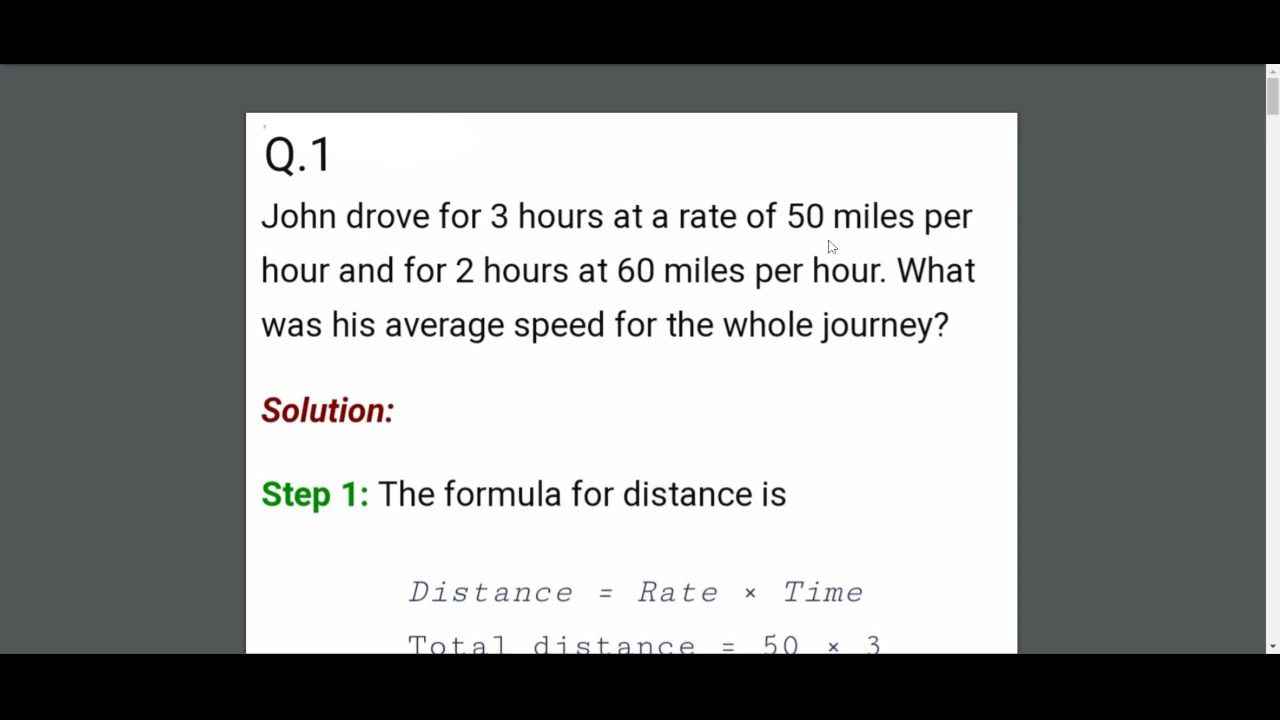 Q.1
John drove for 3 hours at a rate of 50 miles per
hour and for 2 hours at 60 miles per hour. What
was his average speed for the whole journey?
Solution:
Step 1: The formula for distance is
Distance = Rate × Time
Total distance = 50 × 3